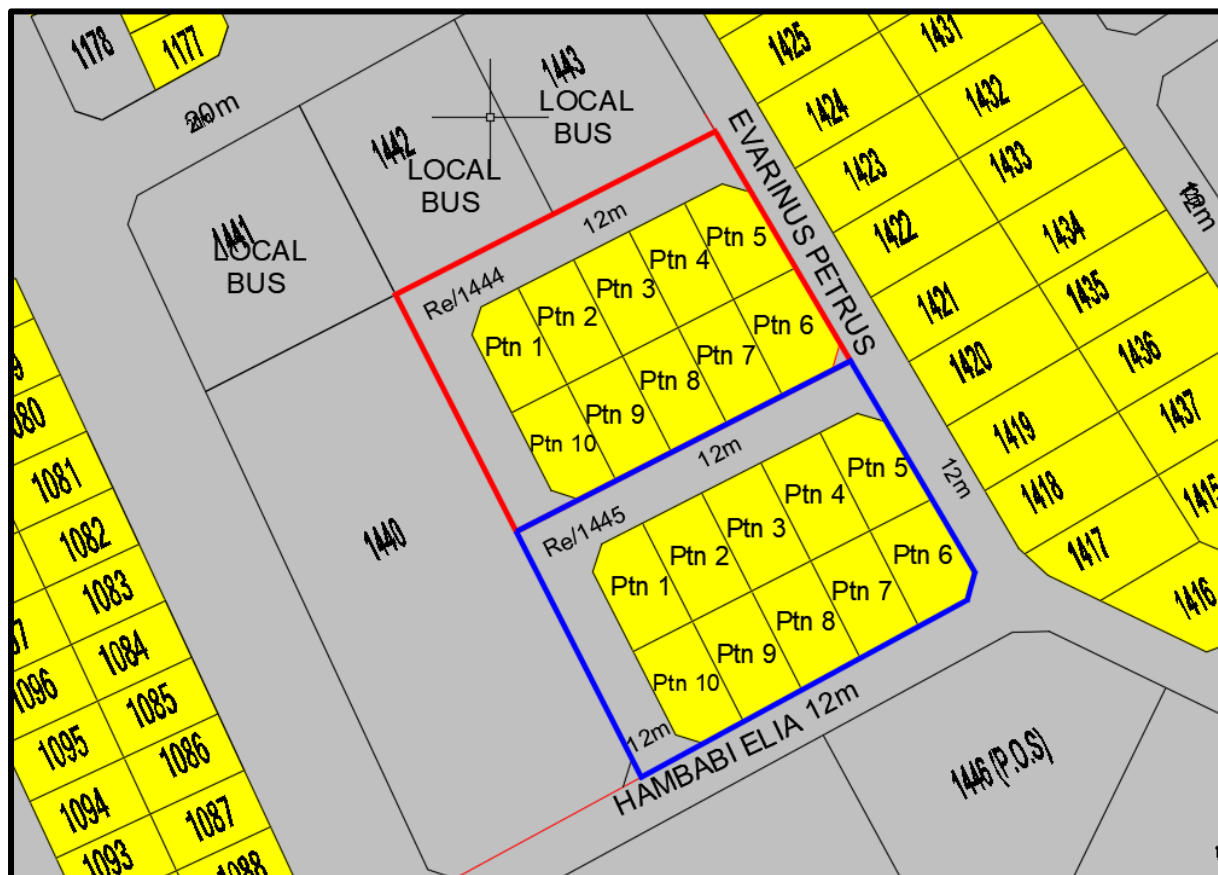 1178
1177
20m
1443
LOCAL
BUS
1442
LOCAL
BUS
1441
LOCAL
BUS
1425
1431
1424
1432
1423
1433
1422
1434
1421
1435
1420
1436
1419
1437
1418
1415
1417
1416
12m
EVARINUS PETRUS
12m
12m
Re/1444
Ptn 1
Ptn 2
Ptn 3
Ptn 4
Ptn 5
Ptn 6
Ptn 7
Ptn 8
Ptn 9
Ptn 10
12m
Re/1445
Ptn 1
Ptn 2
Ptn 3
Ptn 4
Ptn 5
Ptn 6
Ptn 7
Ptn 8
Ptn 9
Ptn 10
12m
HAMBABI ELIA 12m
1440
1446 (P.O.S)
1081
1082
1083
1084
1096
1085
1095
1086
1094
1087
1093
1088